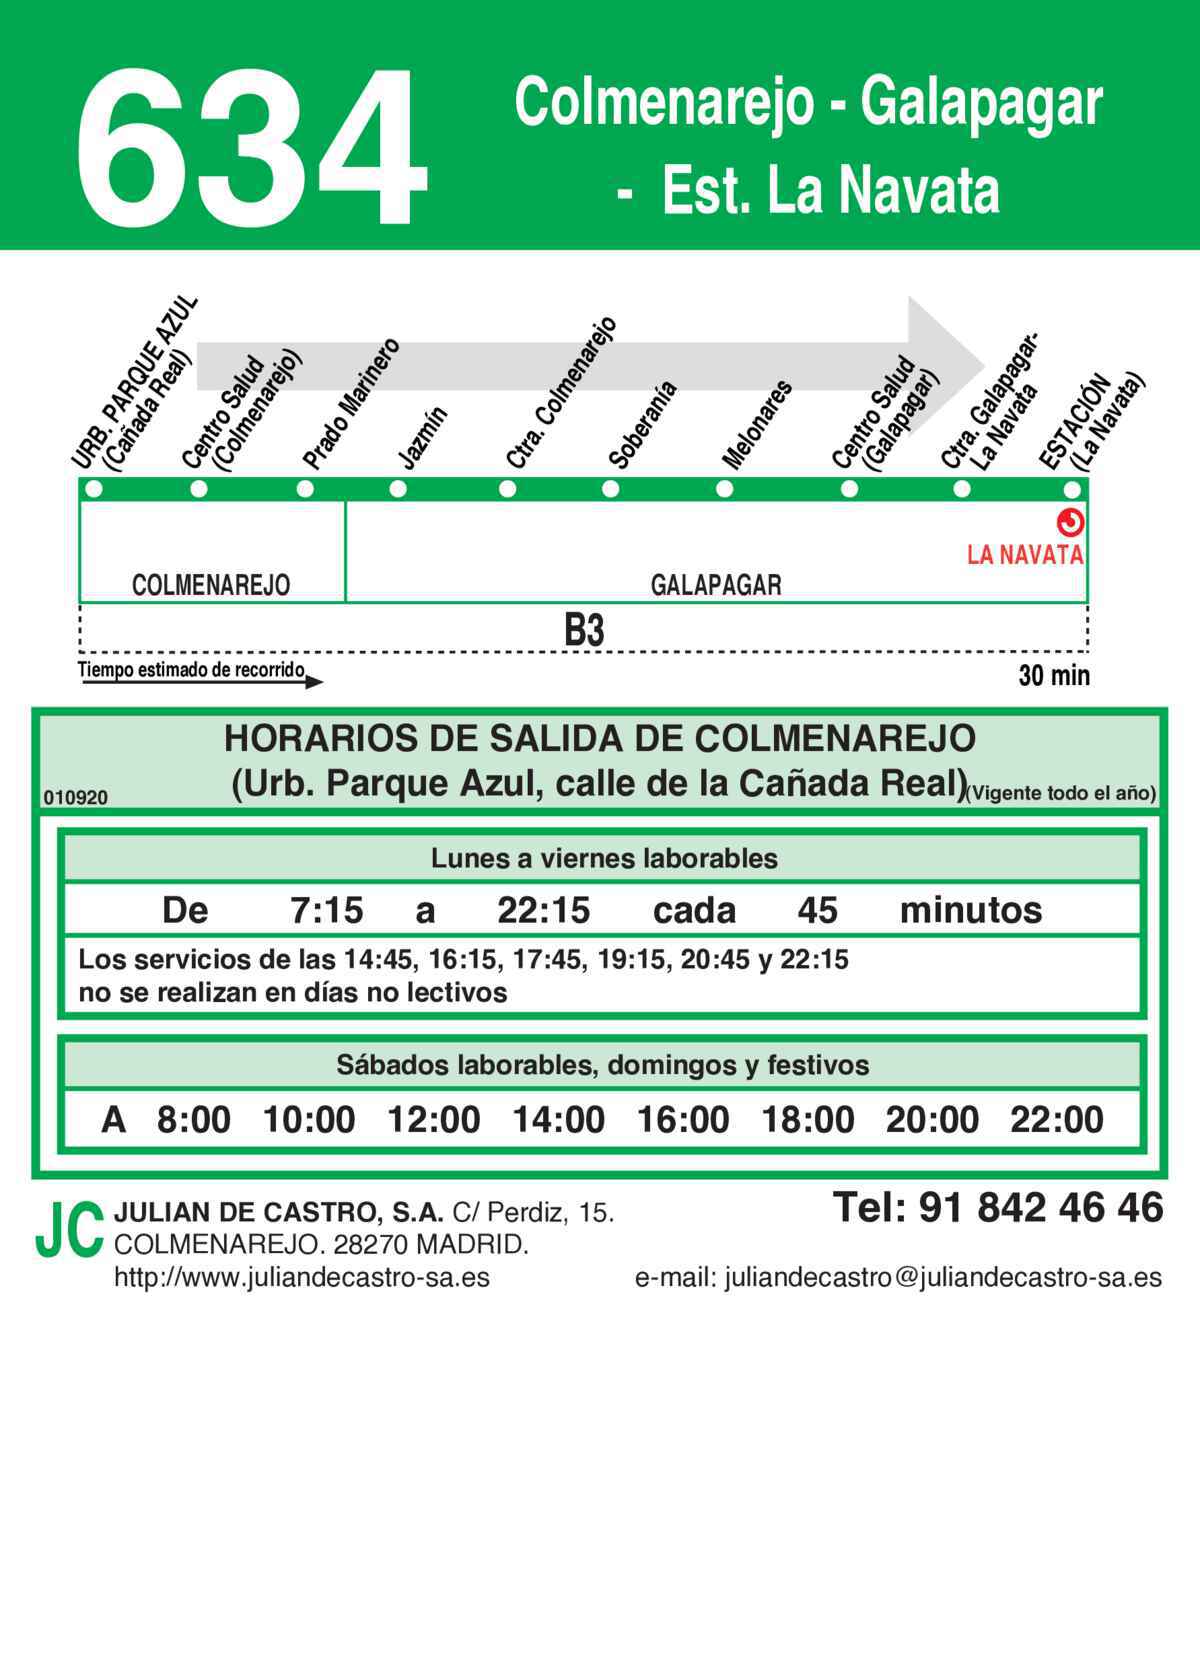 634
Colmenarejo - Galapagar
- Est. La Navata
URB. PARQUE AZUL
(Cañada Real)
Centro Salud
(Colmenarejo)
Prado Marinero
Jazmín
Ctra. Colmenarejo
Soberanía
Melonares
Centro Salud
(Galapagar)
Ctra. Galapagar-
La Navata
ESTACIÓN
(La Navata)
LA NAVATA
COLMENAREJO
GALAPAGAR
B3
Tiempo estimado de recorrido
30 min
HORARIOS DE SALIDA DE COLMENAREJO
(Urb. Parque Azul, calle de la Cañada Real)
(Vigente todo el año)
010920
Lunes a viernes laborables
De 7:15 a 22:15 cada 45 minutos
Los servicios de las 14:45, 16:15, 17:45, 19:15, 20:45 y 22:15
no se realizan en días no lectivos
Sábados laborables, domingos y festivos
A 8:00 10:00 12:00 14:00 16:00 18:00 20:00 22:00
JC
JULIAN DE CASTRO, S.A. C/ Perdiz, 15.
COLMENAREJO. 28270 MADRID.
http://www.juliandecastro-sa.es
Tel: 91 842 46 46
e-mail: juliandecastro@juliandecastro-sa.es